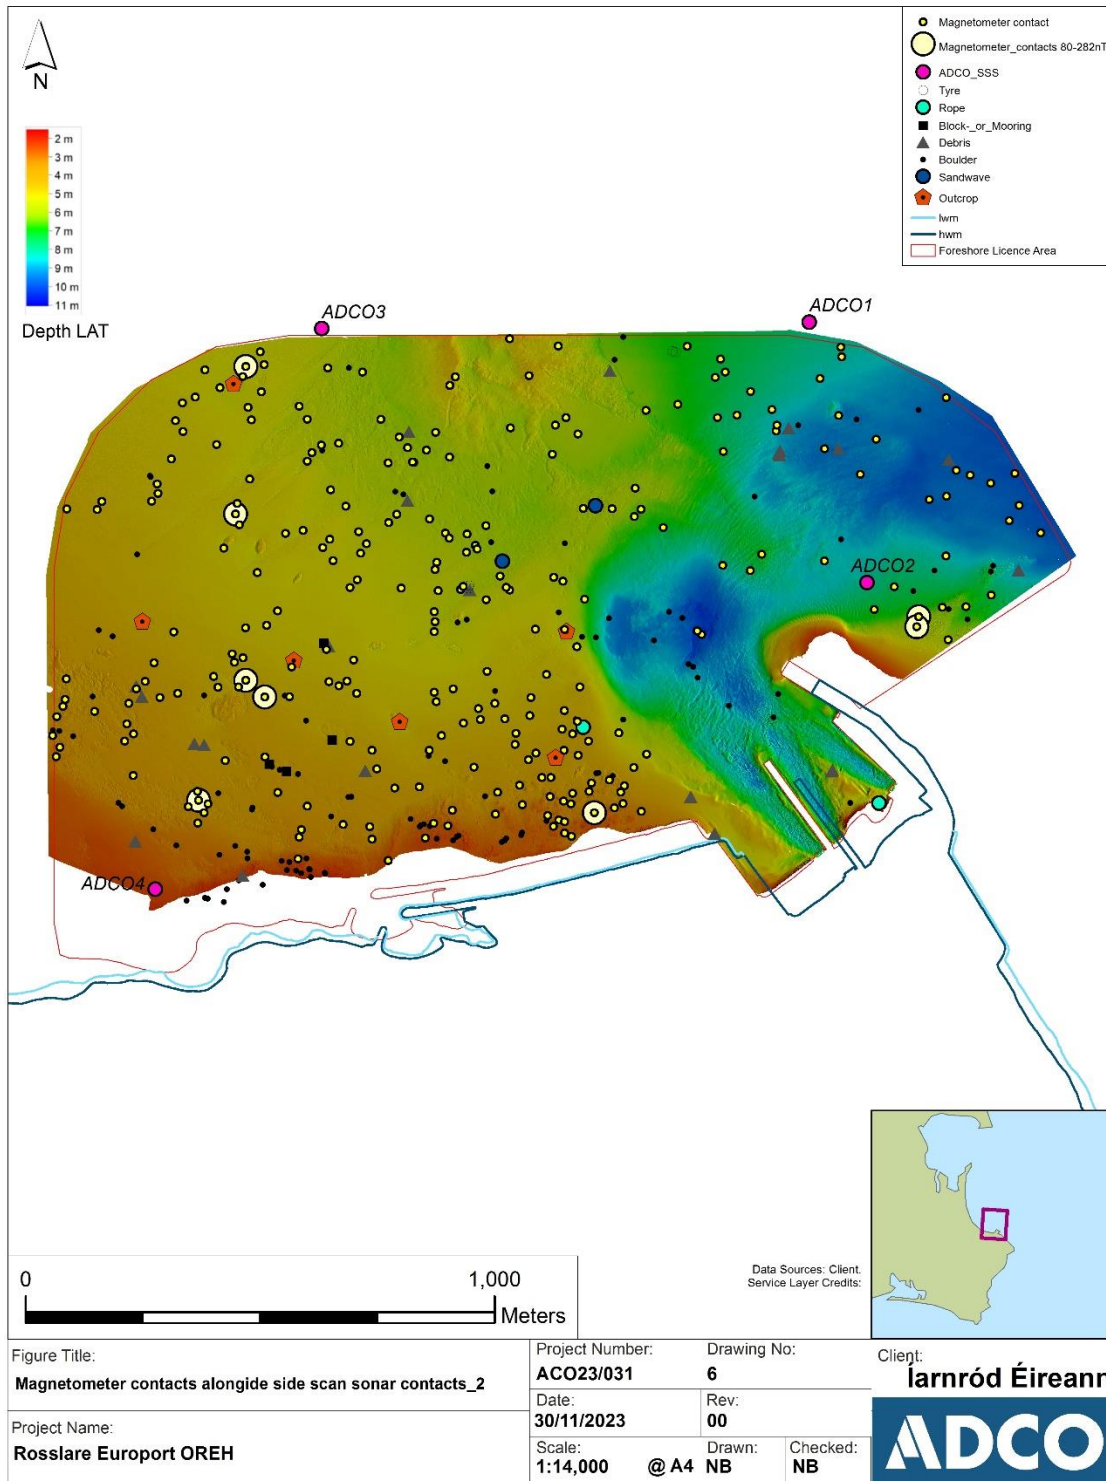 N
2 m
3 m
4 m
5 m
6 m
7 m
8 m
9 m
10 m
11 m
Depth LAT
Magnetometer contact
Magnetometer_contacts 80-282nT
ADCO_SSS
Tyre
Rope
Block-_or_Mooring
Debris
Boulder
Sandwave
Outcrop
lwm
hwm
Foreshore Licence Area
ADCO3
ADCO1
ADCO2
ADCO4
0 1,000
Meters
Data Sources: Client.
Service Layer Credits:
Figure Title:
Magnetometer contacts alongide side scan sonar contacts_2
Project Name:
Rosslare Europort OREH
Project Number:
ACO23/031
Drawing No:
6
Date:
30/11/2023
Rev:
00
Scale:
1:14,000 @ A4
Drawn:
NB
Checked:
NB
Client:
Íarnród Éireann
ADCO